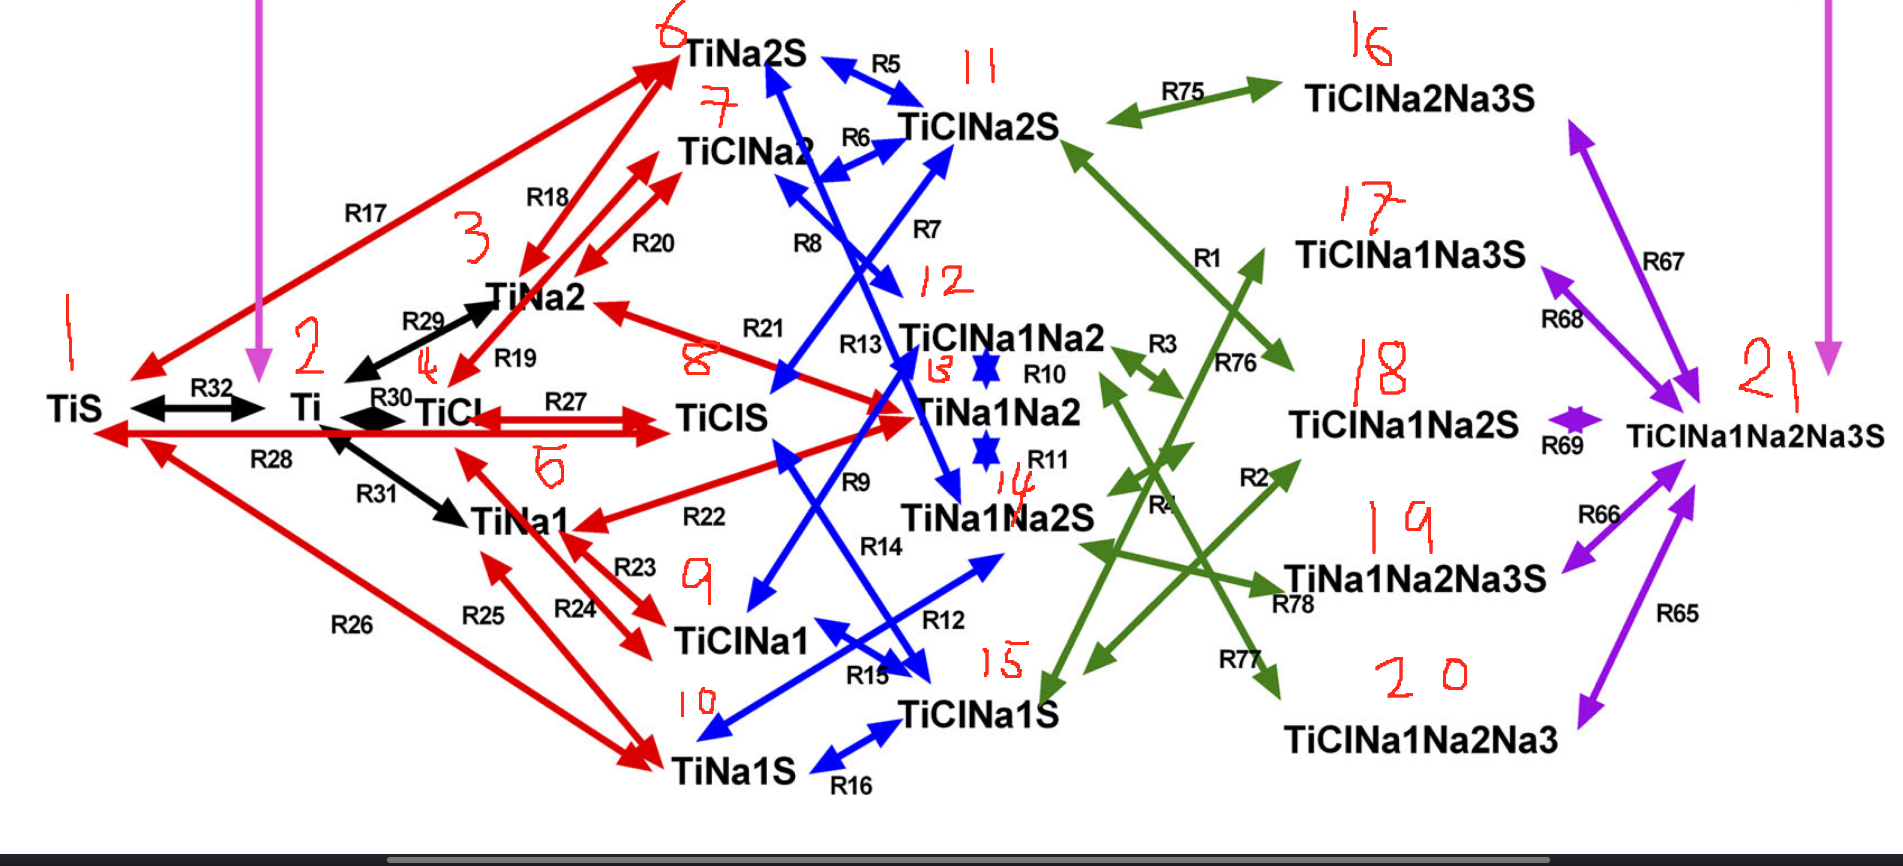 6
TiNa2S
R5
11
16
7
R75
TiClNa2Na3S
TiClNa2S
R6
TiClNa2
17
R18
R17
3
R20
R8
R7
R1
TiClNa1Na3S
R67
12
1
TiNa2
2
R29
R21
R68
TiClNa1Na2
R13
R3
R19
4
8
13
R10
R76
18
21
R32
R30
R27
TiS
Ti
TiCl
TiClS
TiNa1Na2
TiClNa1Na2S
R69
TiClNa1Na2Na3S
R28
5
R11
R31
R9
14
R2
R4
TiNa1
R22
TiNa1Na2S
19
R66
R14
R23
9
TiNa1Na2Na3S
R25
R24
R78
R26
R12
R65
TiClNa1
15
R77
20
R15
10
TiClNa1S
TiClNa1Na2Na3
TiNa1S
R16